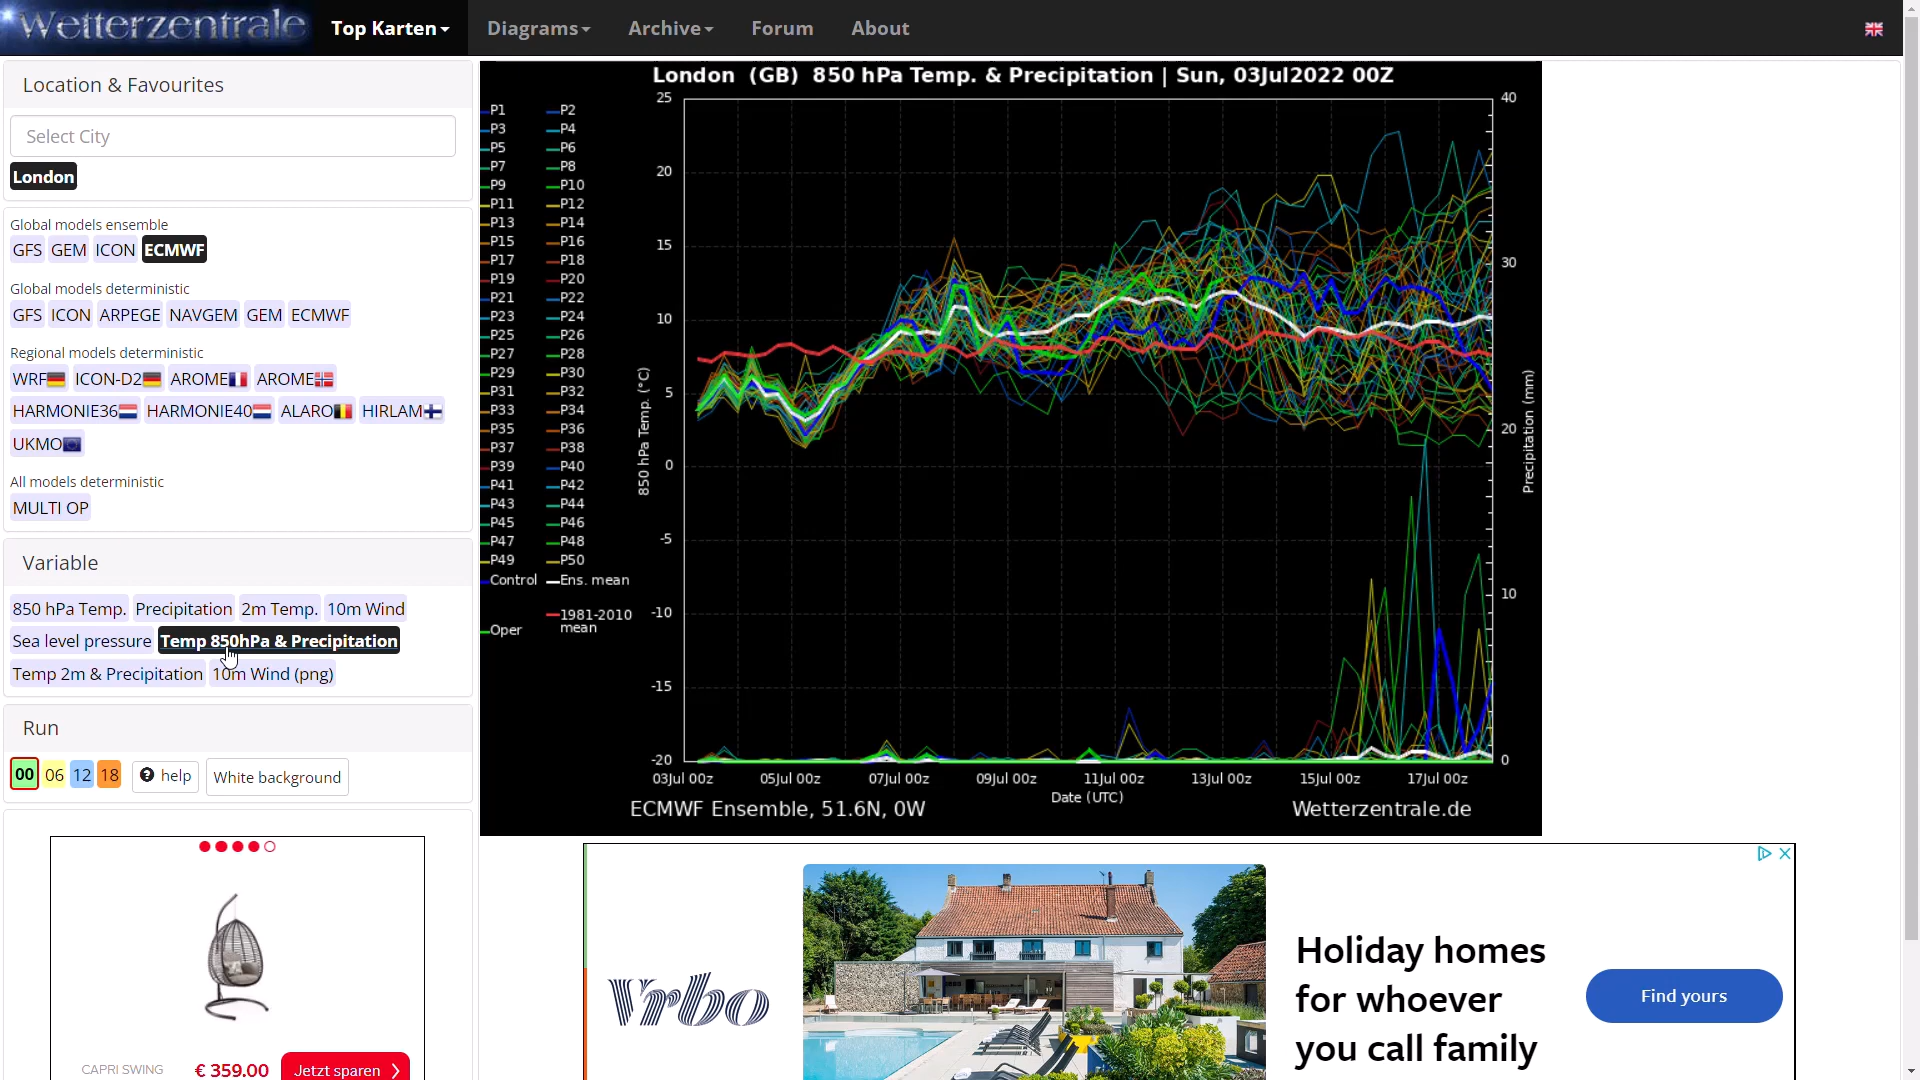 Wetterzentrale
Top Karten
Diagrams
Archive
Forum
About
Location & Favourites
Select City
London
Global models ensemble
GFS GEM ICON ECMWF
Global models deterministic
GFS ICON ARPEGE NAVGEM GEM ECMWF
Regional models deterministic
WRF ICON-D2 AROME AROME
HARMONIE36 HARMONIE40 ALARO HIRLAM
UKMO
All models deterministic
MULTI OP
Variable
850 hPa Temp. Precipitation 2m Temp. 10m Wind
Sea level pressure Temp 850hPa & Precipitation
Temp 2m & Precipitation 10m Wind (png)
Run
00 06 12 18 help White background
CAPRI SWING € 359.00 Jetzt sparen
London (GB) 850 hPa Temp. & Precipitation | Sun, 03Jul2022 00Z
P1 P2
P3 P4
P5 P6
P7 P8
P9 P10
P11 P12
P13 P14
P15 P16
P17 P18
P19 P20
P21 P22
P23 P24
P25 P26
P27 P28
P29 P30
P31 P32
P33 P34
P35 P36
P37 P38
P39 P40
P41 P42
P43 P44
P45 P46
P47 P48
P49 P50
Control Ens. mean
1981-2010
mean
Oper
850 hPa Temp. (°C)
25
20
15
10
5
0
-5
-10
-15
-20
40
30
20
10
0
Precipitation (mm)
03Jul 00z 05Jul 00z 07Jul 00z 09Jul 00z 11Jul 00z 13Jul 00z 15Jul 00z 17Jul 00z
Date (UTC)
ECMWF Ensemble, 51.6N, 0W
Wetterzentrale.de
Vrbo
Holiday homes
for whoever
you call family
Find yours